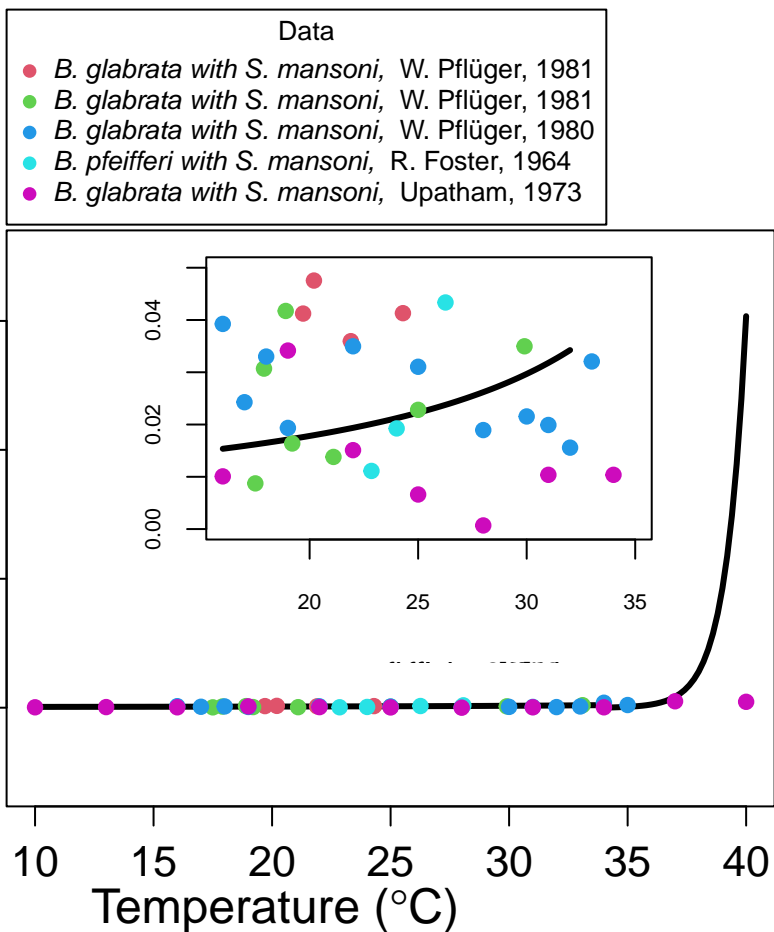 Data
B. glabrata with S. mansoni, W. Pflüger, 1981
B. glabrata with S. mansoni, W. Pflüger, 1981
B. glabrata with S. mansoni, W. Pflüger, 1980
B. pfeifferi with S. mansoni, R. Foster, 1964
B. glabrata with S. mansoni, Upatham, 1973
0.04
0.02
0.00
20 25 30 35
10 15 20 25 30 35 40
Temperature (°C)